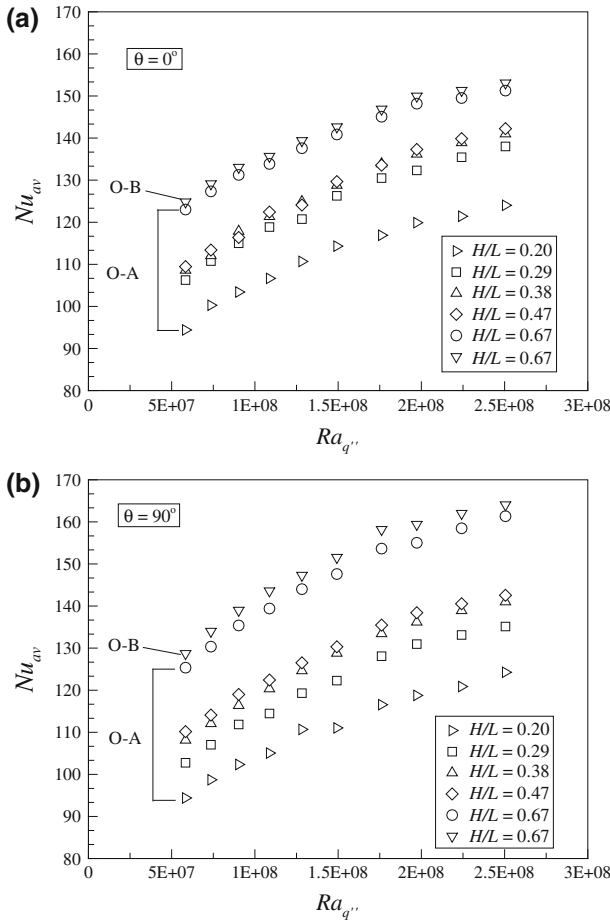 (a)
170
160
150
140
130
120
110
100
90
80
Nu_av
θ = 0°
O-B
O-A
H/L = 0.20
H/L = 0.29
H/L = 0.38
H/L = 0.47
H/L = 0.67
H/L = 0.67
0 5E+07 1E+08 1.5E+08 2E+08 2.5E+08 3E+08
Ra_q''
(b)
170
160
150
140
130
120
110
100
90
80
Nu_av
θ = 90°
O-B
O-A
H/L = 0.20
H/L = 0.29
H/L = 0.38
H/L = 0.47
H/L = 0.67
H/L = 0.67
0 5E+07 1E+08 1.5E+08 2E+08 2.5E+08 3E+08
Ra_q''